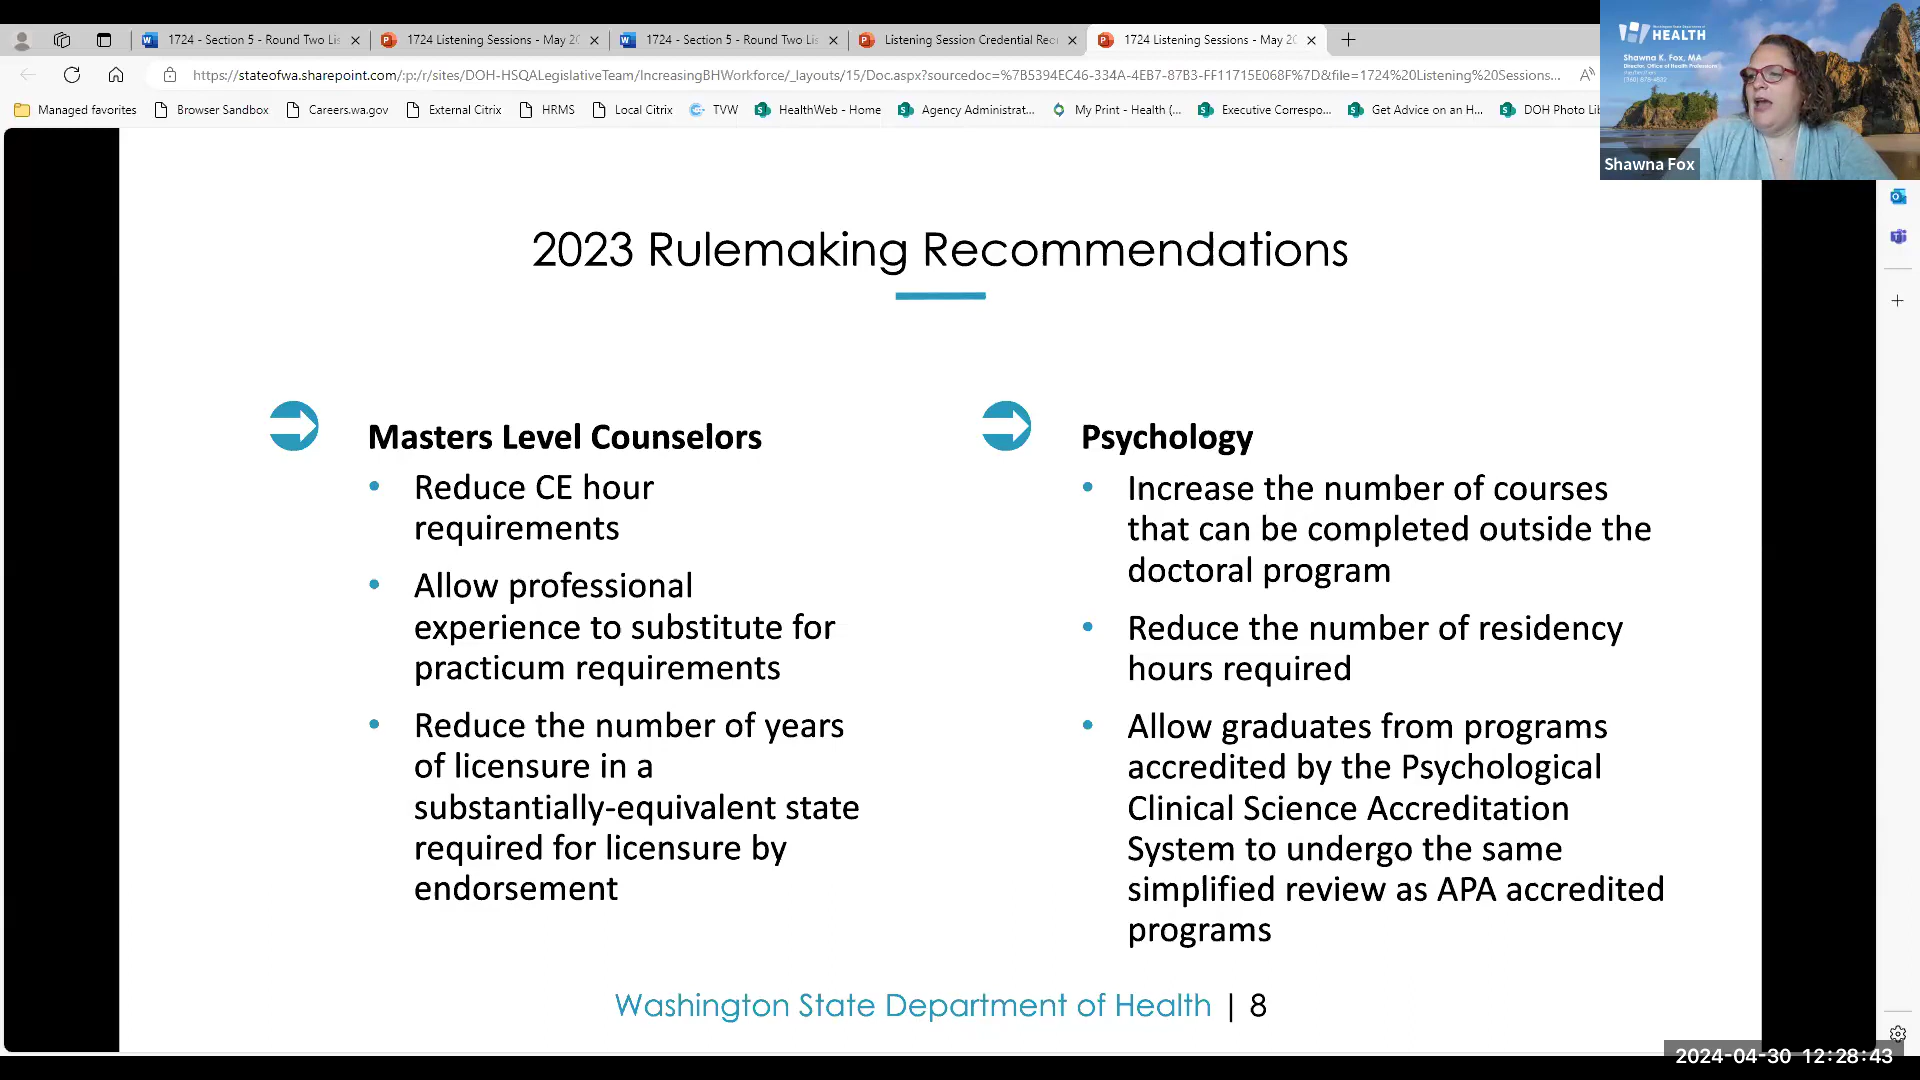 1724 - Section 5 - Round Two Lis
1724 Listening Sessions - May 20
1724 - Section 5 - Round Two Lis
Listening Session Credential Rec
1724 Listening Sessions - May 20
https://stateofwa.sharepoint.com/:p:/r/sites/DOH-HSQALegislativeTeam/IncreasingBHWorkforce/_layouts/15/Doc.aspx?sourcedoc=%7B5394EC46-334A-4EB7-87B3-FF11715E068F%7D&file=1724%20Listening%20Sessions...
Managed favorites
Browser Sandbox
Careers.wa.gov
External Citrix
HRMS
Local Citrix
TVW
HealthWeb - Home
Agency Administrat...
My Print - Health (...
Executive Correspo...
Get Advice on an H...
DOH Photo Lib
HEALTH
Shawna K. Fox, MA
Shawna Fox
2023 Rulemaking Recommendations
Masters Level Counselors
• Reduce CE hour
requirements
• Allow professional
experience to substitute for
practicum requirements
• Reduce the number of years
of licensure in a
substantially-equivalent state
required for licensure by
endorsement
Psychology
• Increase the number of courses
that can be completed outside the
doctoral program
• Reduce the number of residency
hours required
• Allow graduates from programs
accredited by the Psychological
Clinical Science Accreditation
System to undergo the same
simplified review as APA accredited
programs
Washington State Department of Health | 8
2024-04-30 12:28:43